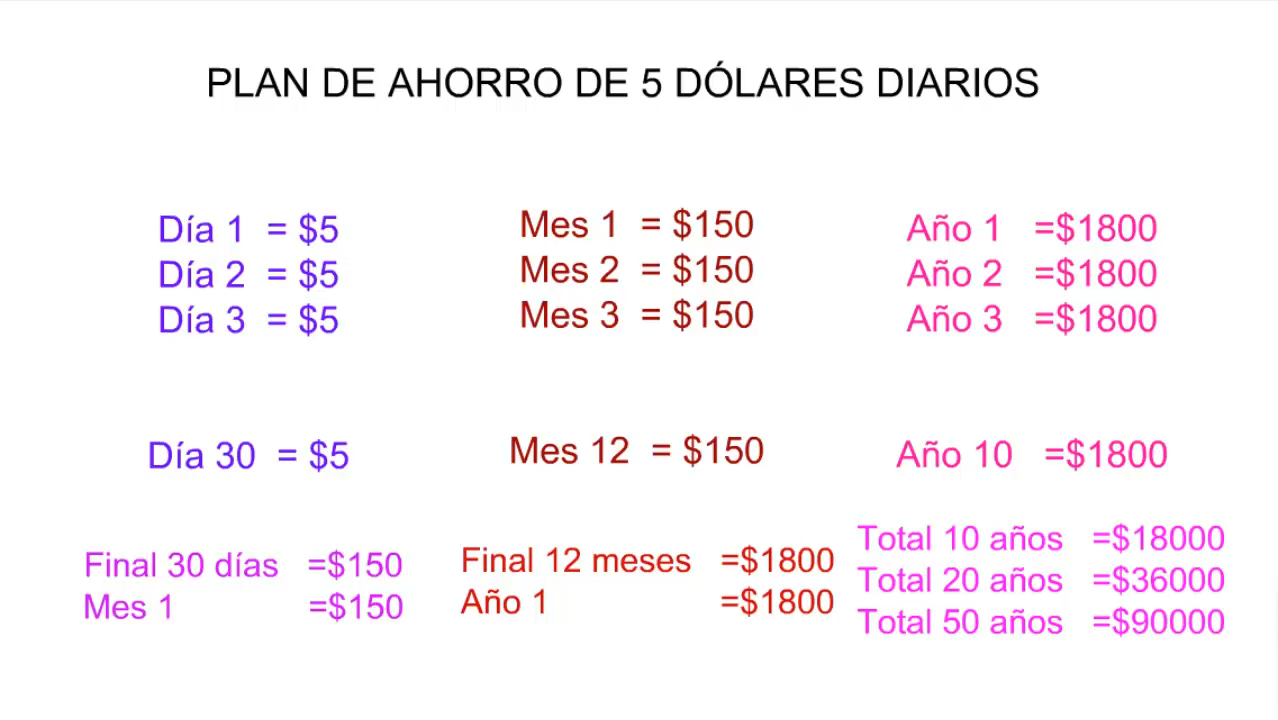 PLAN DE AHORRO DE 5 DÓLARES DIARIOS
Día 1 = $5
Día 2 = $5
Día 3 = $5
Día 30 = $5
Final 30 días =$150
Mes 1 =$150
Mes 1 = $150
Mes 2 = $150
Mes 3 = $150
Mes 12 = $150
Final 12 meses =$1800
Año 1 =$1800
Año 1 =$1800
Año 2 =$1800
Año 3 =$1800
Año 10 =$1800
Total 10 años =$18000
Total 20 años =$36000
Total 50 años =$90000